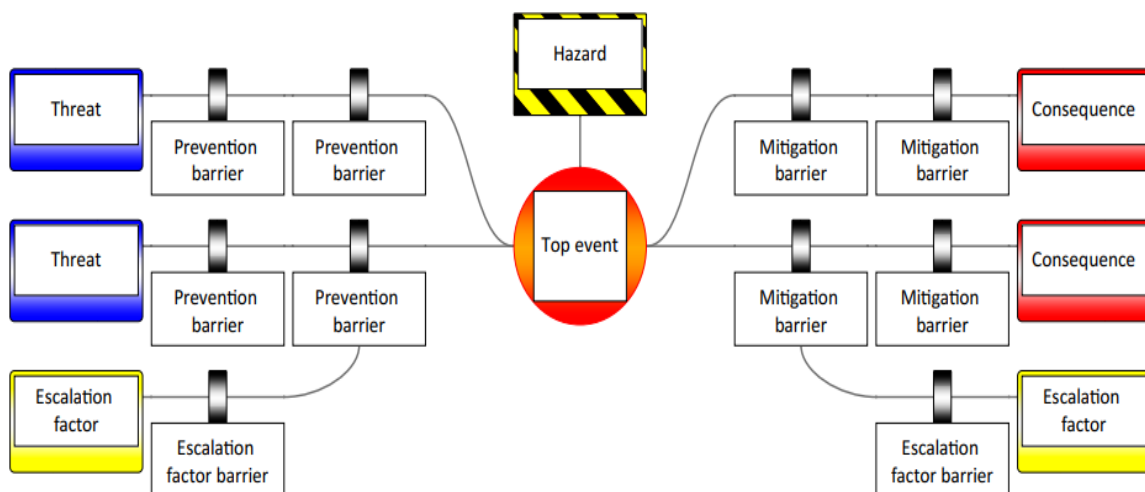 Hazard
Threat
Prevention
barrier
Prevention
barrier
Mitigation
barrier
Mitigation
barrier
Consequence
Top event
Threat
Prevention
barrier
Prevention
barrier
Mitigation
barrier
Mitigation
barrier
Consequence
Escalation
factor
Escalation
factor barrier
Escalation
factor barrier
Escalation
factor